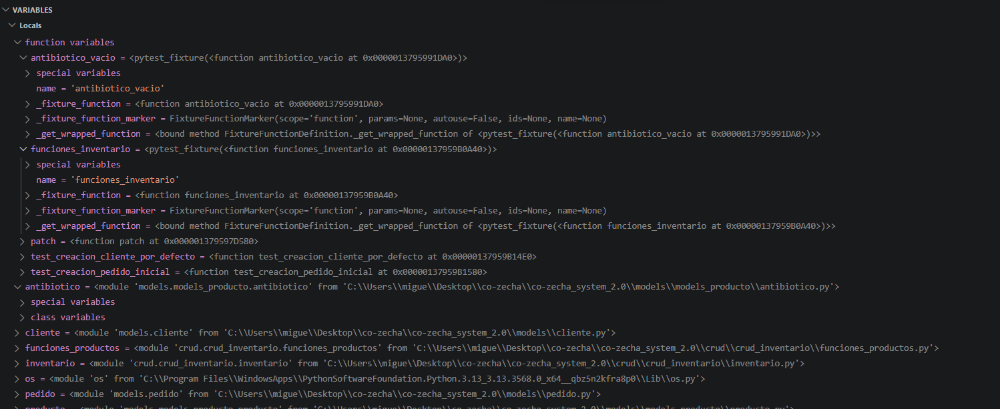 VARIABLES
Locals
function variables
antibiotico_vacio = <pytest_fixture(<function antibiotico_vacio at 0x0000013795991DA0>)>
special variables
name = 'antibiotico_vacio'
_fixture_function = <function antibiotico_vacio at 0x0000013795991DA0>
_fixture_function_marker = FixtureFunctionMarker(scope='function', params=None, autouse=False, ids=None, name=None)
_get_wrapped_function = <bound method FixtureFunctionDefinition._get_wrapped_function of <pytest_fixture(<function antibiotico_vacio at 0x0000013795991DA0>)>>
funciones_inventario = <pytest_fixture(<function funciones_inventario at 0x00000137959B0A40>)>
special variables
name = 'funciones_inventario'
_fixture_function = <function funciones_inventario at 0x00000137959B0A40>
_fixture_function_marker = FixtureFunctionMarker(scope='function', params=None, autouse=False, ids=None, name=None)
_get_wrapped_function = <bound method FixtureFunctionDefinition._get_wrapped_function of <pytest_fixture(<function funciones_inventario at 0x00000137959B0A40>)>>
patch = <function patch at 0x000001379597D580>
test_creacion_cliente_por_defecto = <function test_creacion_cliente_por_defecto at 0x00000137959B14E0>
test_creacion_pedido_inicial = <function test_creacion_pedido_inicial at 0x00000137959B1580>
antibiotico = <module 'models.models_producto.antibiotico' from 'C:\\Users\\migue\\Desktop\\co-zecha\\co-zecha_system_2.0\\models\\models_producto\\antibiotico.py'>
special variables
class variables
cliente = <module 'models.cliente' from 'C:\\Users\\migue\\Desktop\\co-zecha\\co-zecha_system_2.0\\models\\cliente.py'>
funciones_productos = <module 'crud.crud_inventario.funciones_productos' from 'C:\\Users\\migue\\Desktop\\co-zecha\\co-zecha_system_2.0\\crud\\crud_inventario\\funciones_productos.py'>
inventario = <module 'crud.crud_inventario.inventario' from 'C:\\Users\\migue\\Desktop\\co-zecha\\co-zecha_system_2.0\\crud\\crud_inventario\\inventario.py'>
os = <module 'os' from 'C:\\Program Files\\WindowsApps\\PythonSoftwareFoundation.Python.3.13_3.13.3568.0_x64__qbz5n2kfra8p0\\Lib\\os.py'>
pedido = <module 'models.pedido' from 'C:\\Users\\migue\\Desktop\\co-zecha\\co-zecha_system_2.0\\models\\pedido.py'>
producto = <module 'models.models_producto.producto' from 'C:\\Users\\migue\\Desktop\\co-zecha\\co-zecha_system_2.0\\models\\models_producto\\producto.py'>